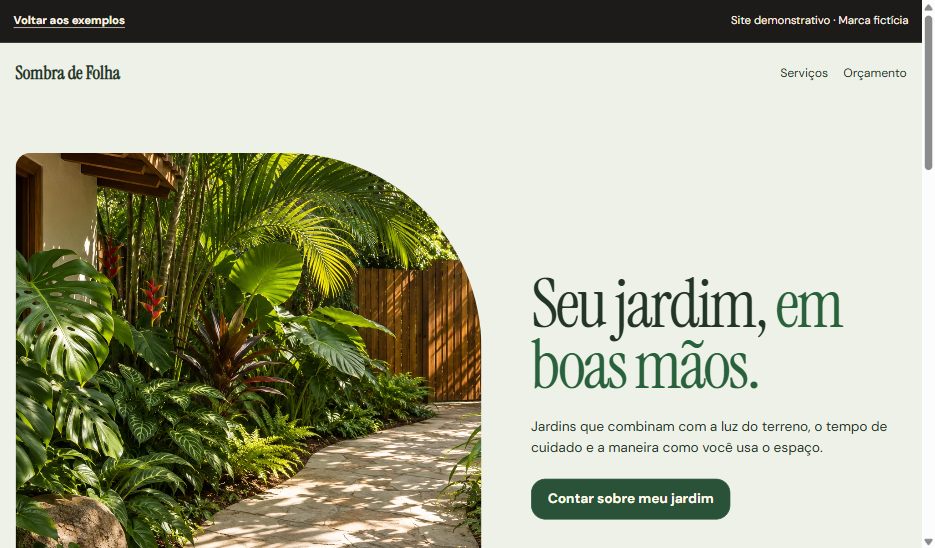 Voltar aos exemplos
Site demonstrativo · Marca fictícia
Sombra de Folha
Serviços
Orçamento
Seu jardim, em
boas mãos.
Jardins que combinam com a luz do terreno, o tempo de
cuidado e a maneira como você usa o espaço.
Contar sobre meu jardim